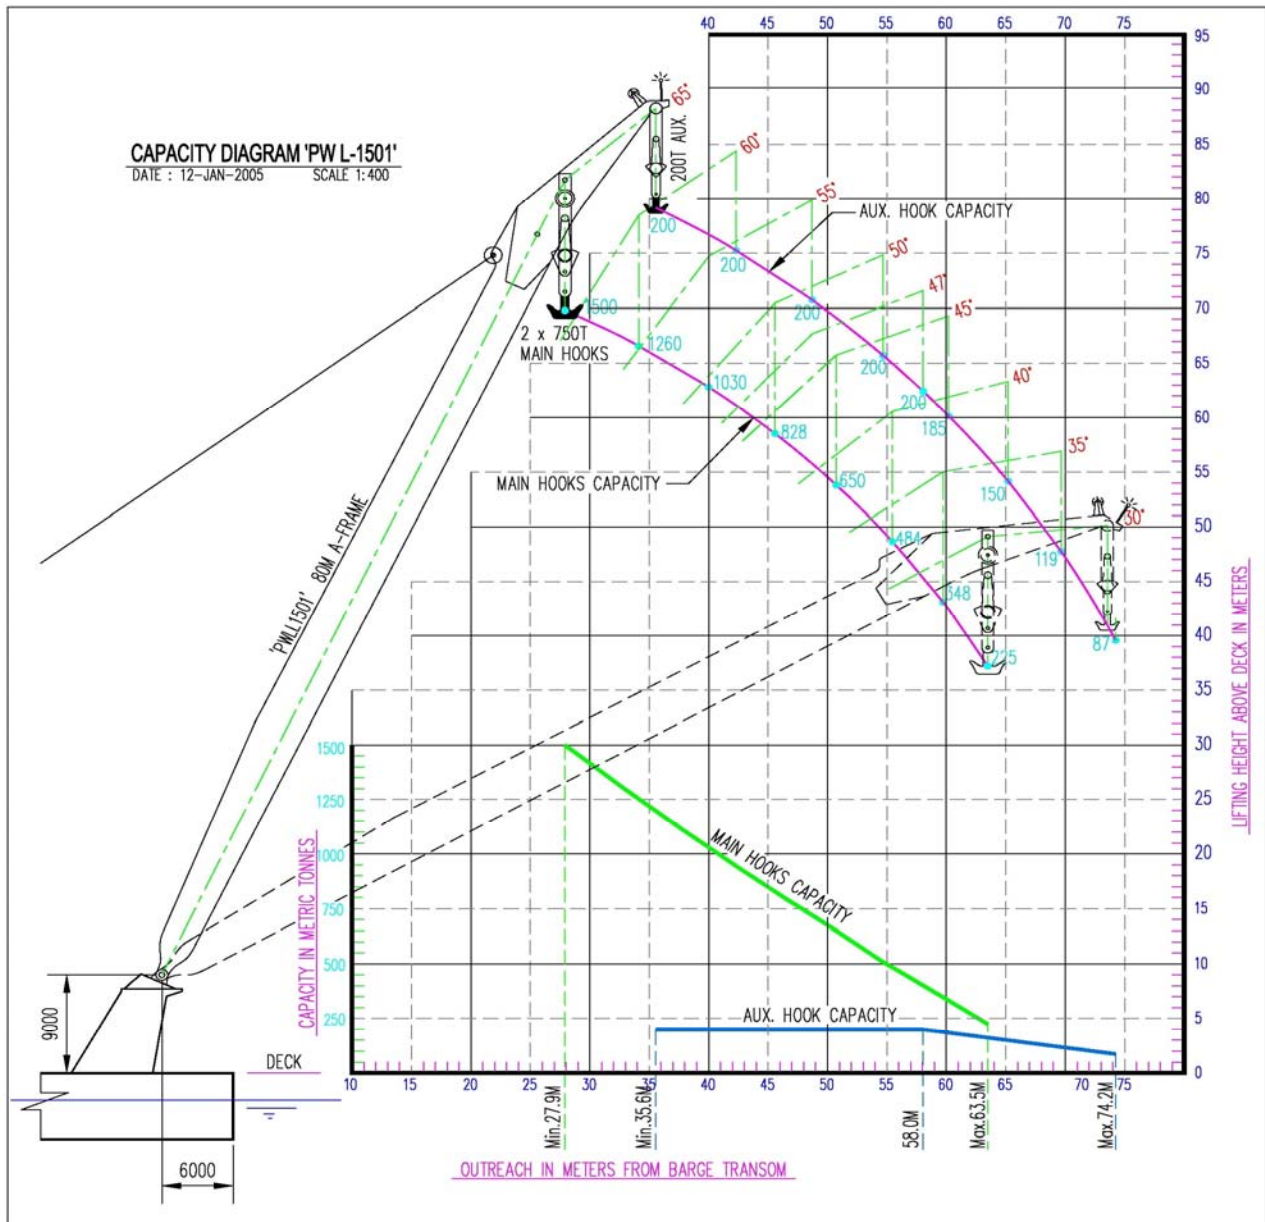 40 45 50 55 60 65 70 75
95
90
85
80
75
70
65
60
55
50
45
40
35
30
25
20
15
10
5
0
LIFTING HEIGHT ABOVE DECK IN METERS
CAPACITY DIAGRAM 'PW L-1501'
DATE : 12-JAN-2005 SCALE 1:400
65°
60°
55°
50°
47°
45°
40°
35°
30°
200T AUX.
AUX. HOOK CAPACITY
200
200
200
200
200
185
150
119
87
2 x 750T
MAIN HOOKS
MAIN HOOKS CAPACITY
1500
1260
1030
828
650
484
348
225
'PWLL1501' 80M A-FRAME
1500
1250
1000
750
500
250
CAPACITY IN METRIC TONNES
MAIN HOOKS CAPACITY
AUX. HOOK CAPACITY
9000
DECK
6000
10 15 20 25 30 35 40 45 50 55 60 65 70 75
Min.27.9M
Min.35.6M
58.0M
Max.63.5M
Max.74.2M
OUTREACH IN METERS FROM BARGE TRANSOM